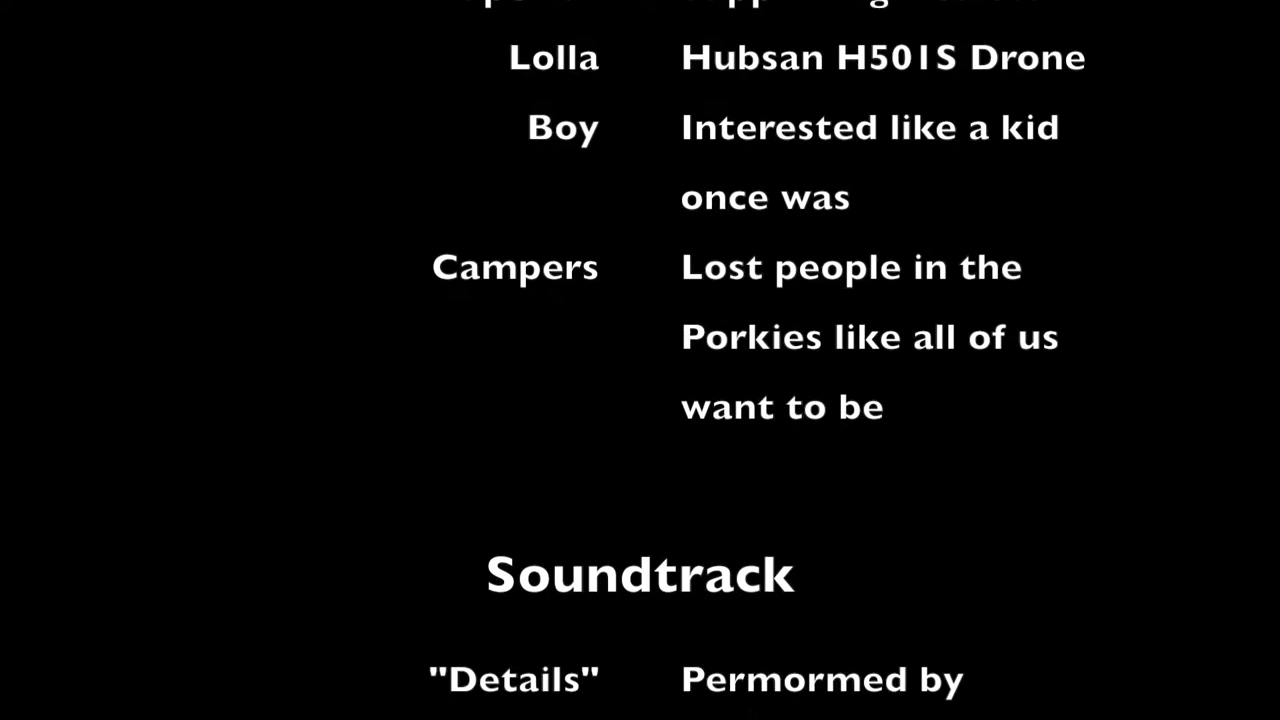 Lolla Hubsan H501S Drone
Boy Interested like a kid
once was
Campers Lost people in the
Porkies like all of us
want to be
Soundtrack
"Details" Permormed by